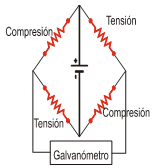 Tensión
Compresión
+
-
Tensión
Compresión
Galvanómetro